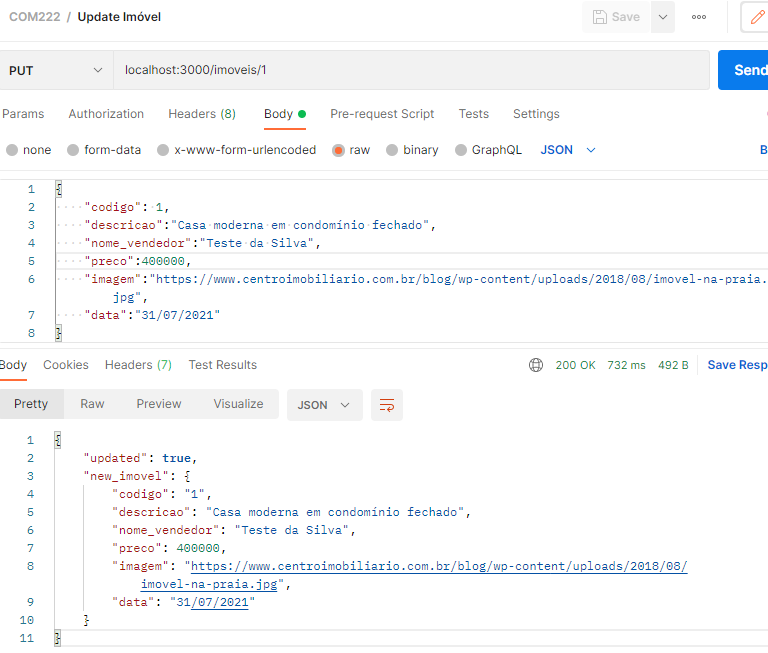 COM222 / Update Imóvel
Save
PUT
localhost:3000/imoveis/1
Send
Params Authorization Headers (8) Body Pre-request Script Tests Settings
none form-data x-www-form-urlencoded raw binary GraphQL JSON B
1 {
2 ····"codigo":·1,
3 ····"descricao":"Casa·moderna·em·condomínio·fechado",
4 ····"nome_vendedor":"Teste·da·Silva",
5 ····"preco":400000,
6 ····"imagem":"https://www.centroimobiliario.com.br/blog/wp-content/uploads/2018/08/imovel-na-praia.
jpg",
7 ····"data":"31/07/2021"
8 }
Body Cookies Headers (7) Test Results 200 OK 732 ms 492 B Save Resp
Pretty Raw Preview Visualize JSON
1 {
2 "updated": true,
3 "new_imovel": {
4 "codigo": "1",
5 "descricao": "Casa moderna em condomínio fechado",
6 "nome_vendedor": "Teste da Silva",
7 "preco": 400000,
8 "imagem": "https://www.centroimobiliario.com.br/blog/wp-content/uploads/2018/08/
imovel-na-praia.jpg",
9 "data": "31/07/2021"
10 }
11 }